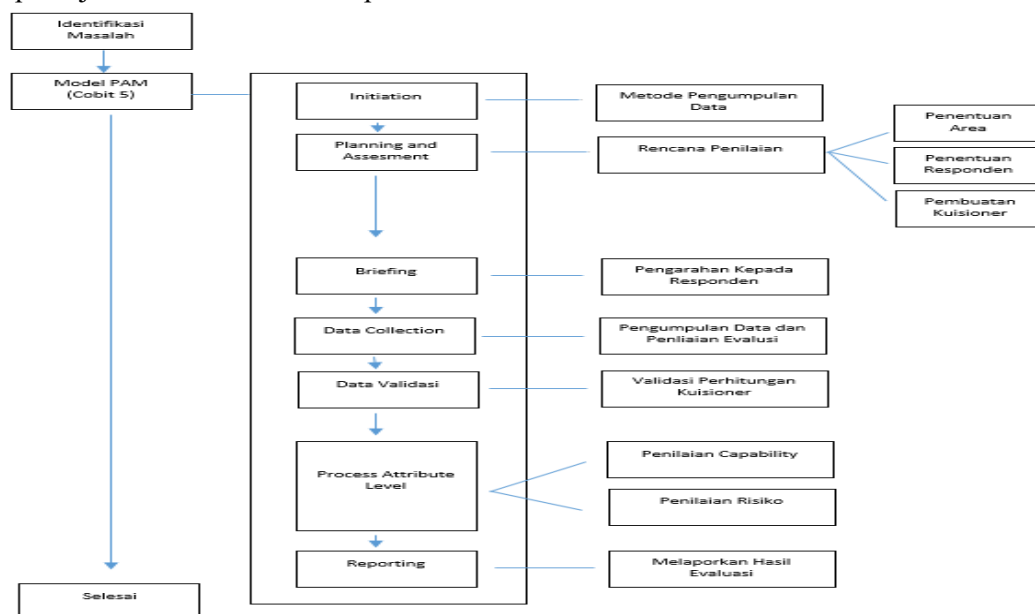 Identifikasi
Masalah
Model PAM
(Cobit 5)
Initiation
Metode Pengumpulan
Data
Planning and
Assesment
Rencana Penilaian
Penentuan
Area
Penentuan
Responden
Pembuatan
Kuisioner
Briefing
Pengarahan Kepada
Responden
Data Collection
Pengumpulan Data dan
Penliaian Evalusi
Data Validasi
Validasi Perhitungan
Kuisioner
Process Attribute
Level
Penilaian Capability
Penilaian Risiko
Reporting
Melaporkan Hasil
Evaluasi
Selesai